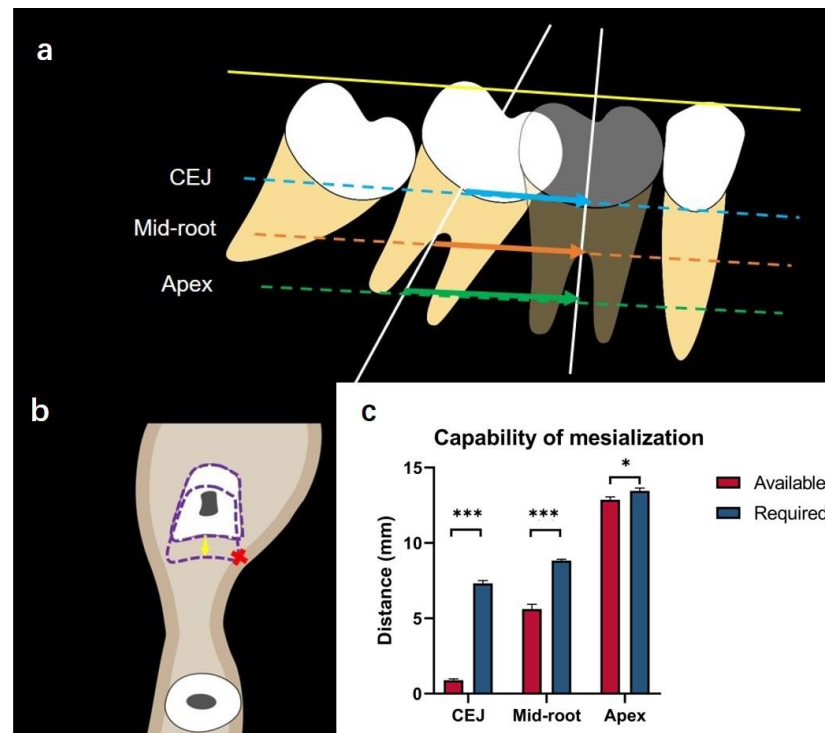 a
CEJ
Mid-root
Apex
b
c
Capability of mesialization
Distance (mm)
15
10
5
0
***
***
*
CEJ
Mid-root
Apex
Available
Required